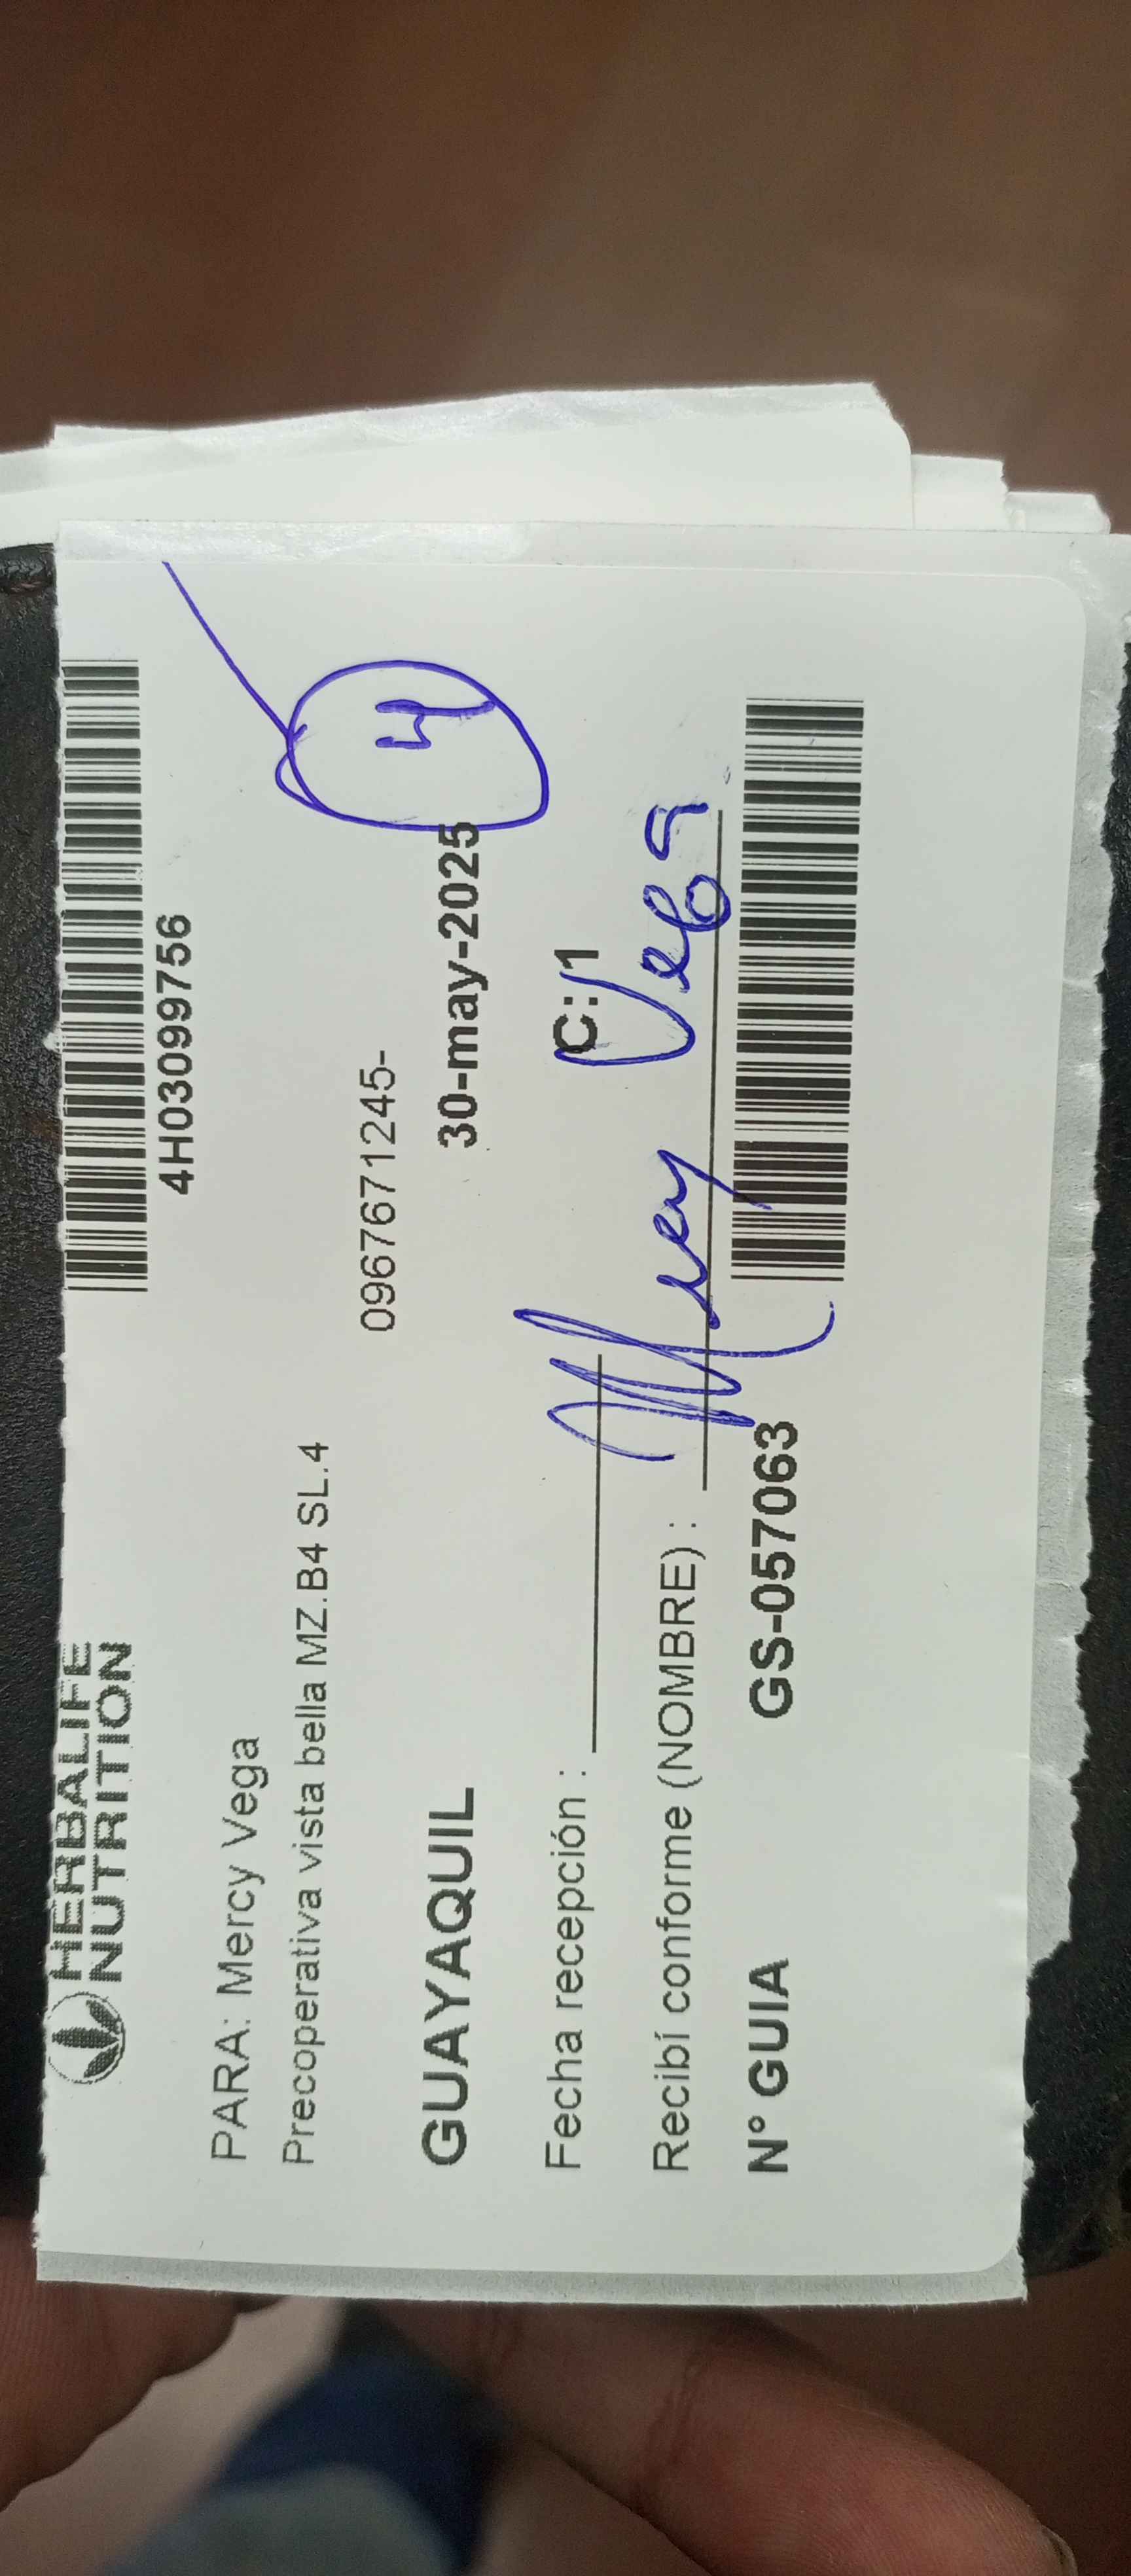 HERBALIFE
NUTRITION
4H03099756
PARA: Mercy Vega
Precoperativa vista bella MZ.B4 SL.4
0967671245-
4
GUAYAQUIL
30-may-2025
Fecha recepción :
C:1
Recibí conforme (NOMBRE) : Mercy Vega
N° GUIA GS-057063